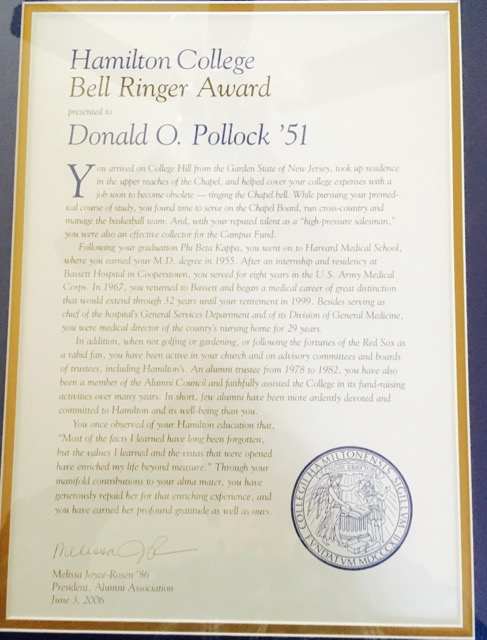 Hamilton College
Bell Ringer Award
presented to
Donald O. Pollock '51
You arrived on College Hill from the Garden State of New Jersey, took up residence
in the upper reaches of the Chapel, and helped cover your college expenses with a
job soon to become obsolete — ringing the Chapel bell. While pursuing your premed-
ical course of study, you found time to serve on the Chapel Board, run cross-country and
manage the basketball team. And, with your reputed talent as a "high-pressure salesman,"
you were also an effective collector for the Campus Fund.
Following your graduation Phi Beta Kappa, you went on to Harvard Medical School,
where you earned your M.D. degree in 1955. After an internship and residency at
Bassett Hospital in Cooperstown, you served for eight years in the U.S. Army Medical
Corps. In 1967, you returned to Bassett and began a medical career of great distinction
that would extend through 32 years until your retirement in 1999. Besides serving as
chief of the hospital's General Services Department and of its Division of General Medicine,
you were medical director of the county's nursing home for 29 years.
In addition, when not golfing or gardening, or following the fortunes of the Red Sox as
a rabid fan, you have been active in your church and on advisory committees and boards
of trustees, including Hamilton's. An alumni trustee from 1978 to 1982, you have also
been a member of the Alumni Council and faithfully assisted the College in its fund-raising
activities over many years. In short, few alumni have been more ardently devoted and
committed to Hamilton and its well-being than you.
You once observed of your Hamilton education that,
"Most of the facts I learned have long been forgotten,
but the values I learned and the vistas that were opened
have enriched my life beyond measure." Through your
manifold contributions to your alma mater, you have
generously repaid her for that enriching experience, and
you have earned her profound gratitude as well as ours.
COLLEGII HAMILTONENSIS SIGILLUM
FUNDATUM MDCCCXII
Melissa Joyce-Rosen '86
President, Alumni Association
June 3, 2006